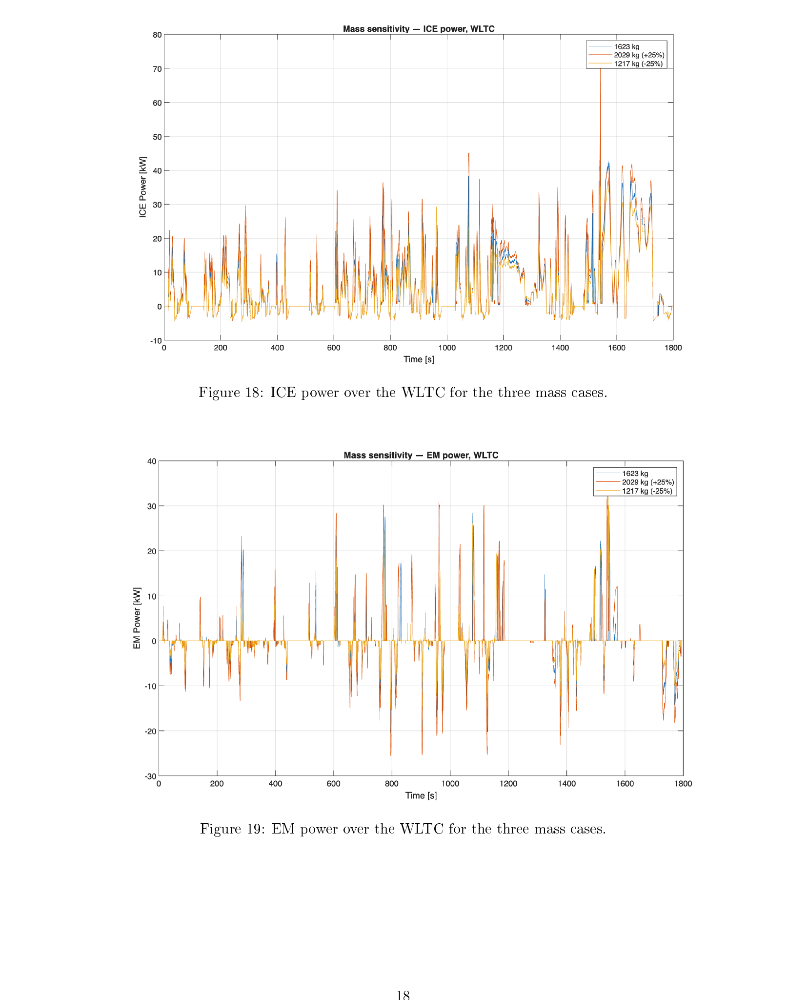 Mass sensitivity — ICE power, WLTC
80
70
60
50
40
30
20
10
0
-10
ICE Power [kW]
1623 kg
2029 kg (+25%)
1217 kg (-25%)
0 200 400 600 800 1000 1200 1400 1600 1800
Time [s]
Figure 18: ICE power over the WLTC for the three mass cases.
Mass sensitivity — EM power, WLTC
40
30
20
10
0
-10
-20
-30
EM Power [kW]
1623 kg
2029 kg (+25%)
1217 kg (-25%)
0 200 400 600 800 1000 1200 1400 1600 1800
Time [s]
Figure 19: EM power over the WLTC for the three mass cases.
18